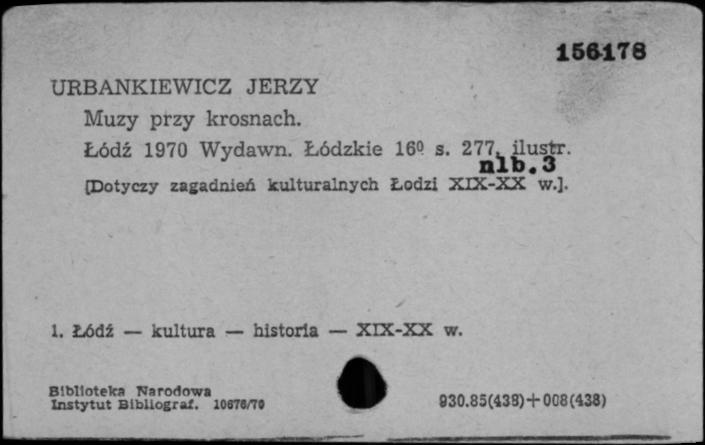 156178
URBANKIEWICZ JERZY
Muzy przy krosnach.
Łódź 1970 Wydawn. Łódzkie 16⁰ s. 277, ilustr.
nlb.3
[Dotyczy zagadnień kulturalnych Łodzi XIX-XX w.].
1. Łódź — kultura — historia — XIX-XX w.
Biblioteka Narodowa
Instytut Bibliograf. 10676/70
930.85(438)+008(438)